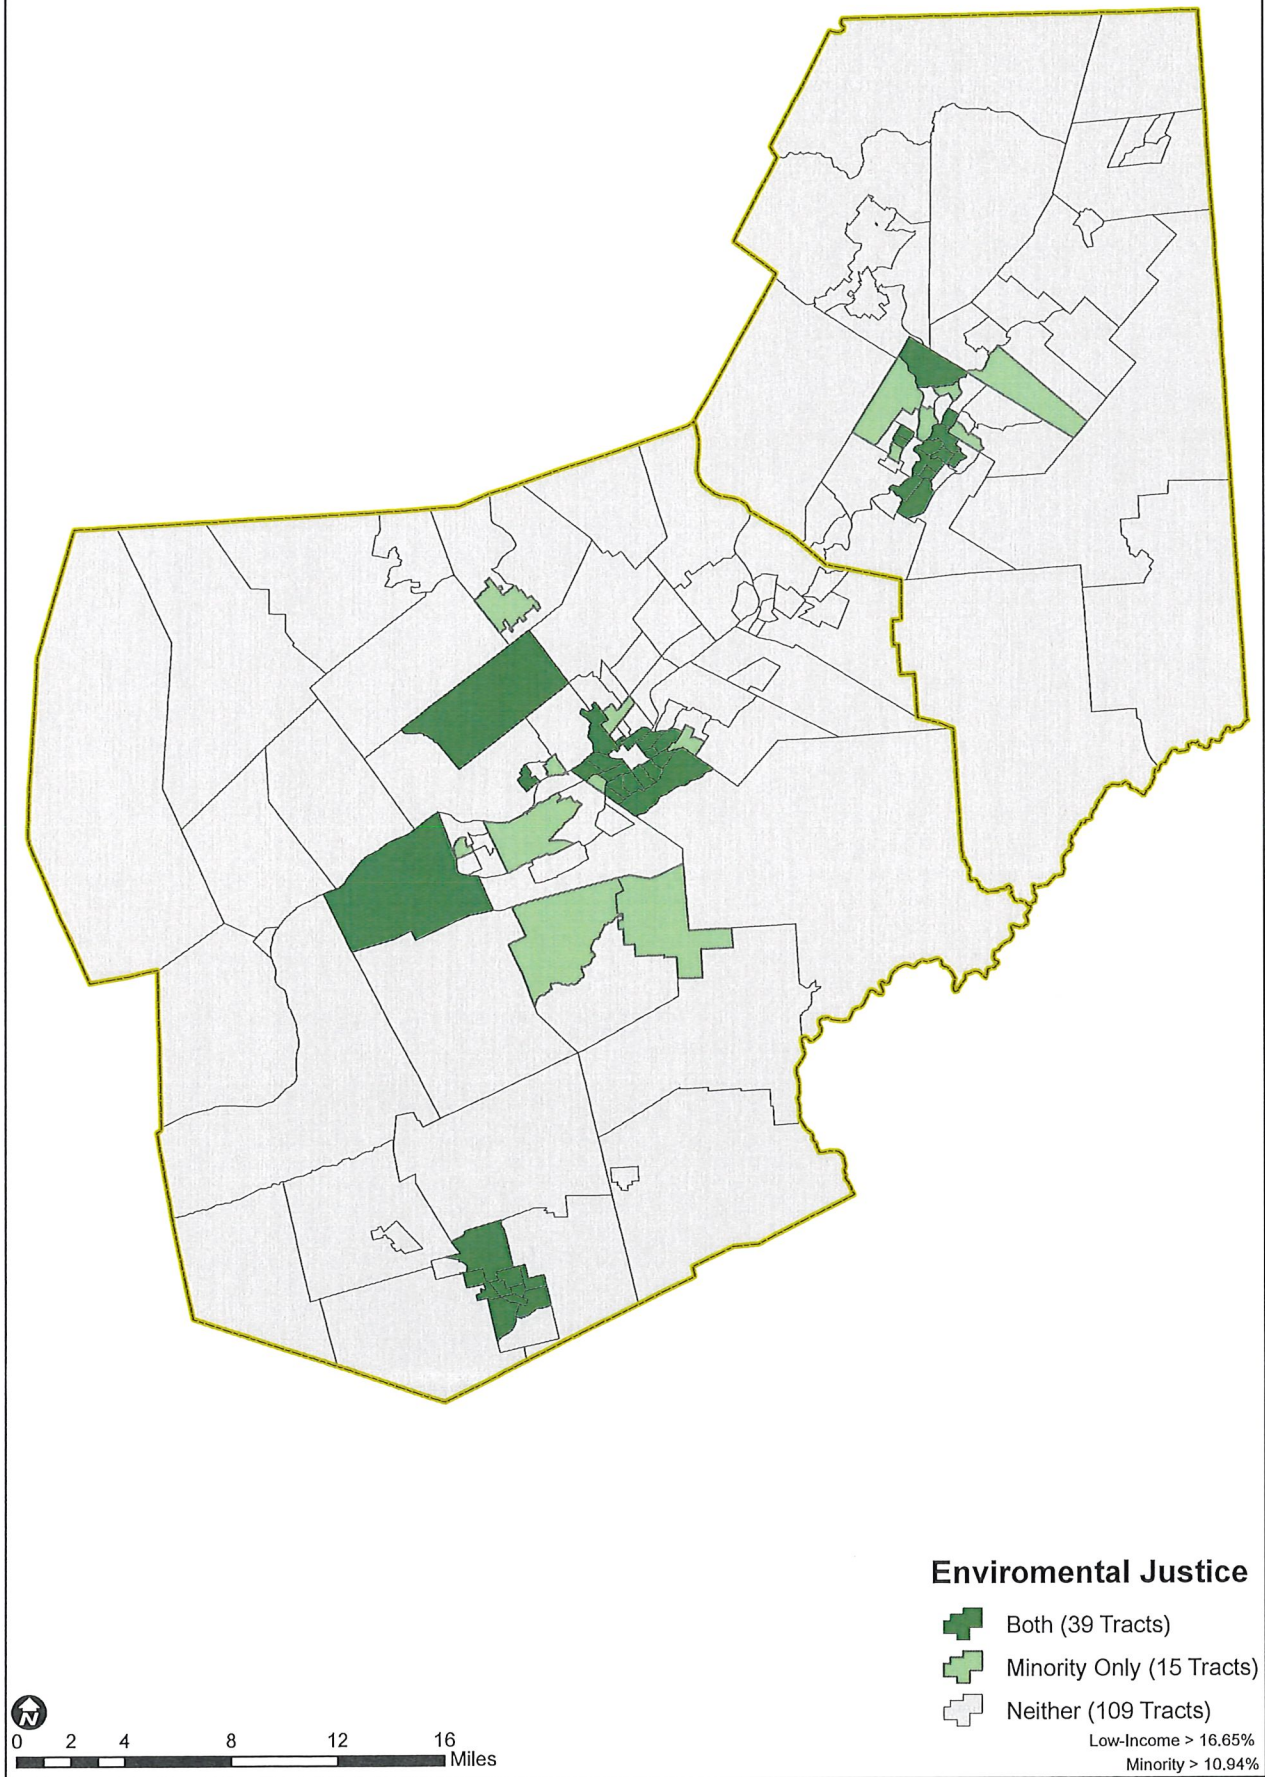 Enviromental Justice
Both (39 Tracts)
Minority Only (15 Tracts)
Neither (109 Tracts)
Low-Income > 16.65%
Minority > 10.94%
N
0 2 4 8 12 16
Miles